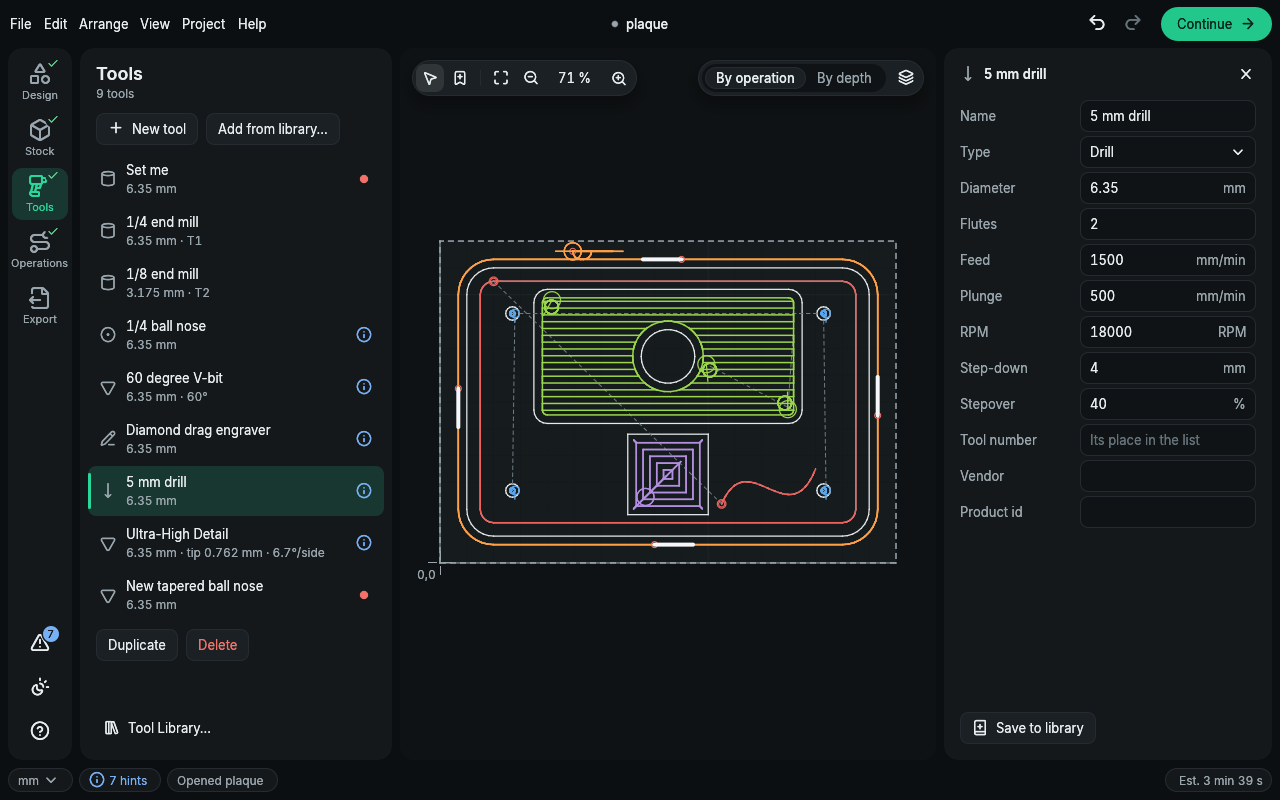 File Edit Arrange View Project Help
plaque
Continue
Design
Stock
Tools
Operations
Export
7
Tools
9 tools
New tool
Add from library...
Set me
6.35 mm
1/4 end mill
6.35 mm · T1
1/8 end mill
3.175 mm · T2
1/4 ball nose
6.35 mm
60 degree V-bit
6.35 mm · 60°
Diamond drag engraver
6.35 mm
5 mm drill
6.35 mm
Ultra-High Detail
6.35 mm · tip 0.762 mm · 6.7°/side
New tapered ball nose
6.35 mm
Duplicate
Delete
Tool Library...
71 %
By operation
By depth
0,0
5 mm drill
Name 5 mm drill
Type Drill
Diameter 6.35 mm
Flutes 2
Feed 1500 mm/min
Plunge 500 mm/min
RPM 18000 RPM
Step-down 4 mm
Stepover 40 %
Tool number Its place in the list
Vendor
Product id
Save to library
mm
7 hints
Opened plaque
Est. 3 min 39 s